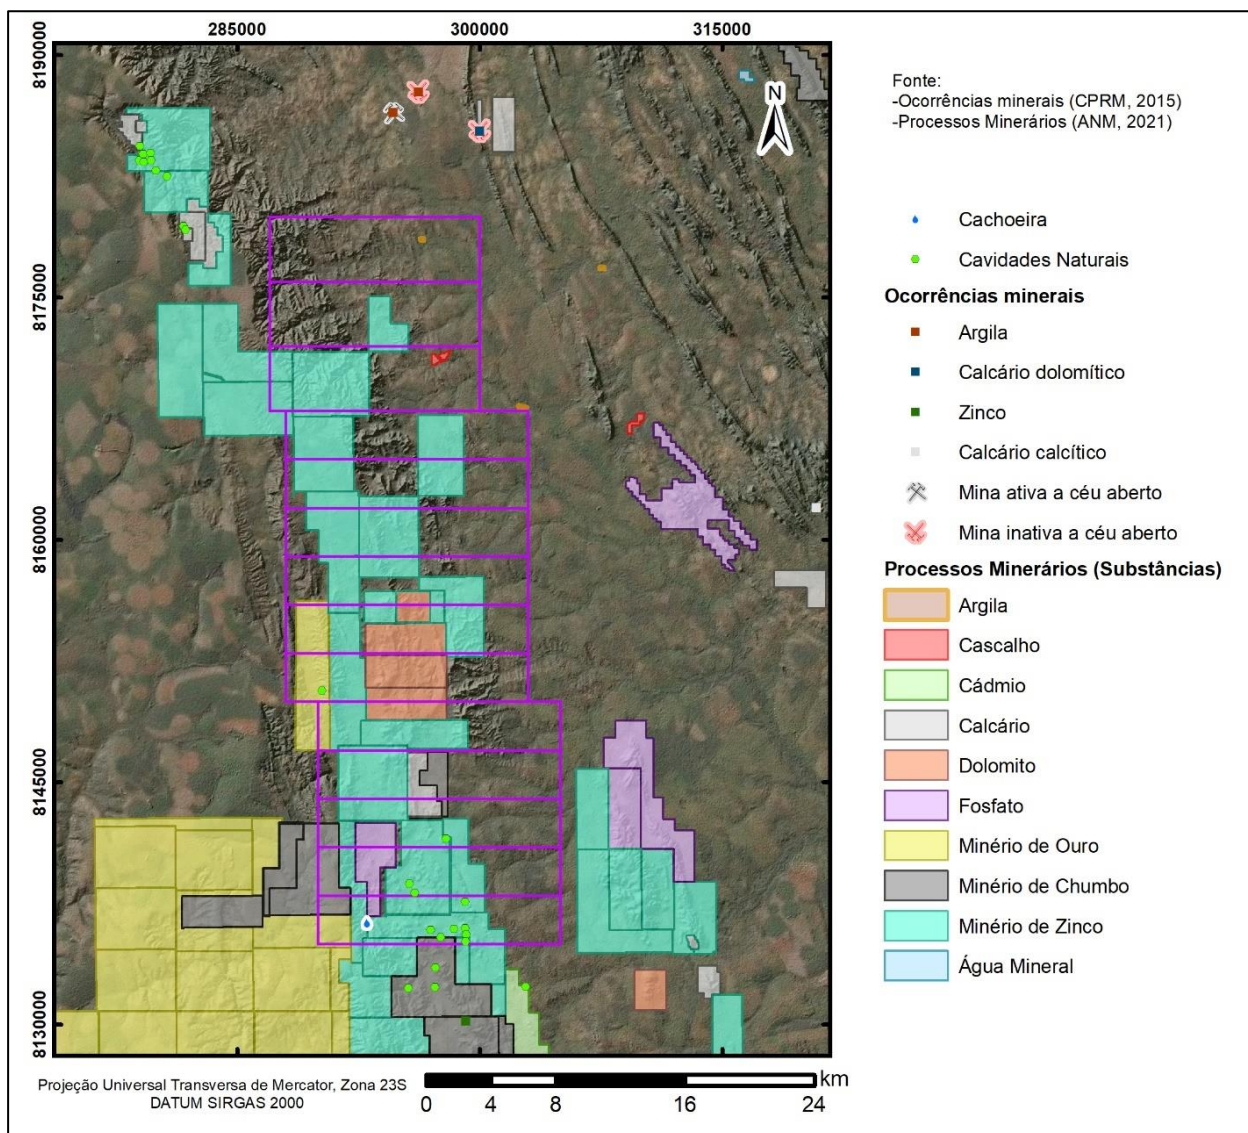 285000
300000
315000
8190000
8175000
8160000
8145000
8130000
N
Fonte:
-Ocorrências minerais (CPRM, 2015)
-Processos Minerários (ANM, 2021)
Cachoeira
Cavidades Naturais
Ocorrências minerais
Argila
Calcário dolomítico
Zinco
Calcário calcítico
Mina ativa a céu aberto
Mina inativa a céu aberto
Processos Minerários (Substâncias)
Argila
Cascalho
Cádmio
Calcário
Dolomito
Fosfato
Minério de Ouro
Minério de Chumbo
Minério de Zinco
Água Mineral
Projeção Universal Transversa de Mercator, Zona 23S
DATUM SIRGAS 2000
km
0 4 8 16 24